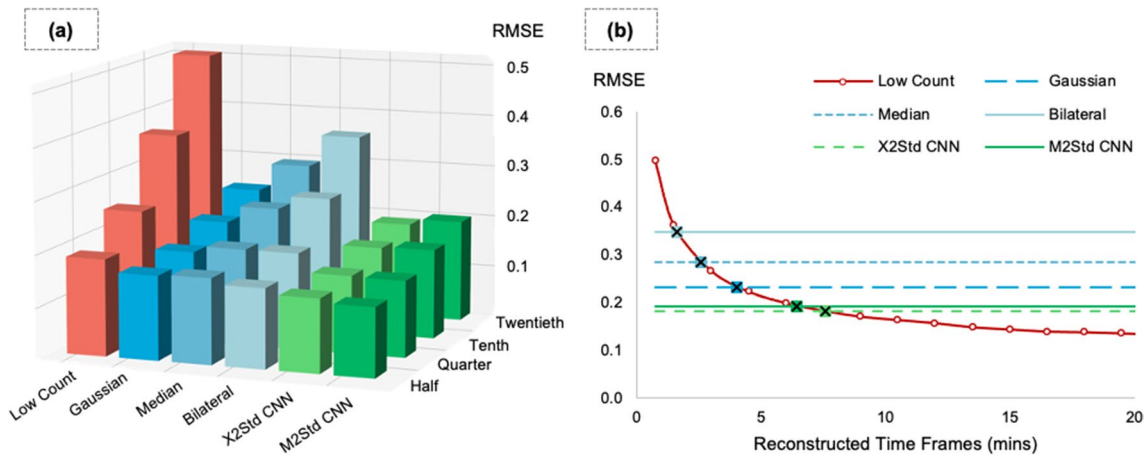 (a)
RMSE
0.5
0.4
0.3
0.2
0.1
Twentieth
Tenth
Quarter
Half
Low Count
Gaussian
Median
Bilateral
X2Std CNN
M2Std CNN
(b)
RMSE
Low Count
Gaussian
Median
Bilateral
X2Std CNN
M2Std CNN
0.6
0.5
0.4
0.3
0.2
0.1
0.0
0 5 10 15 20
Reconstructed Time Frames (mins)